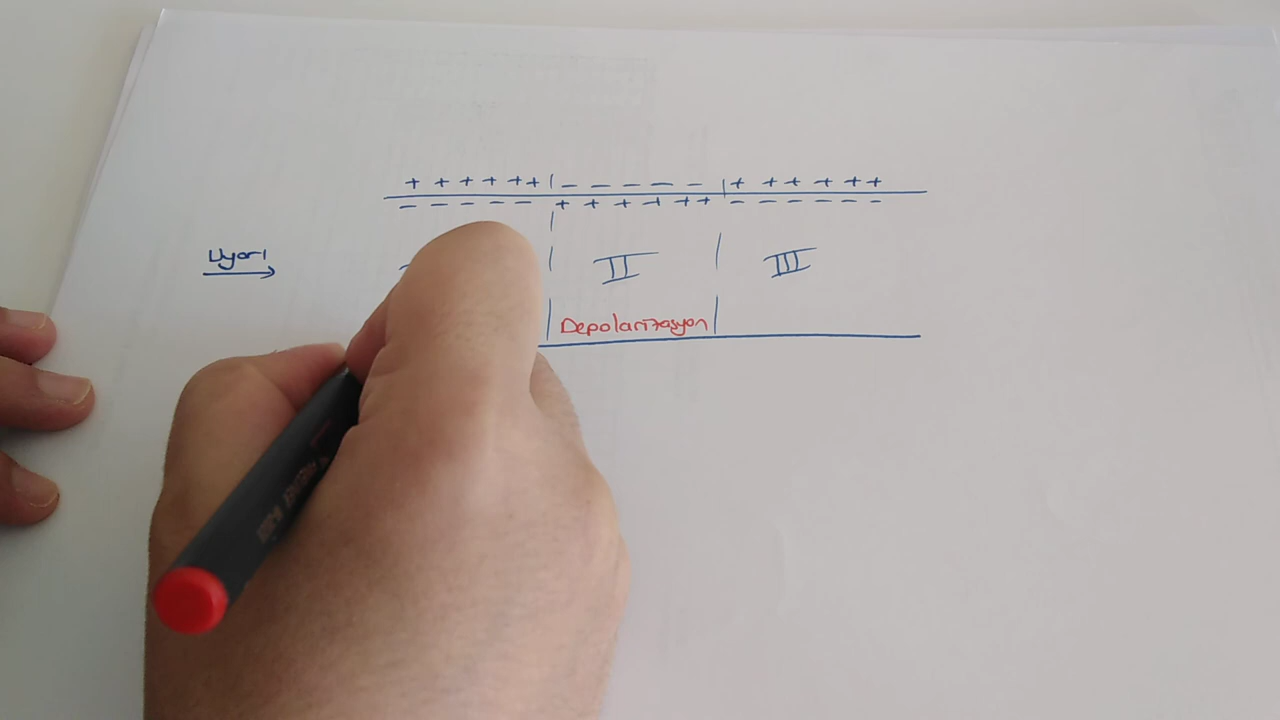 + + + + + + | − − − − − | + + + + + +
− − − − − + + + + + + − − − − − −
Uyarı
II III
Depolarizasyon